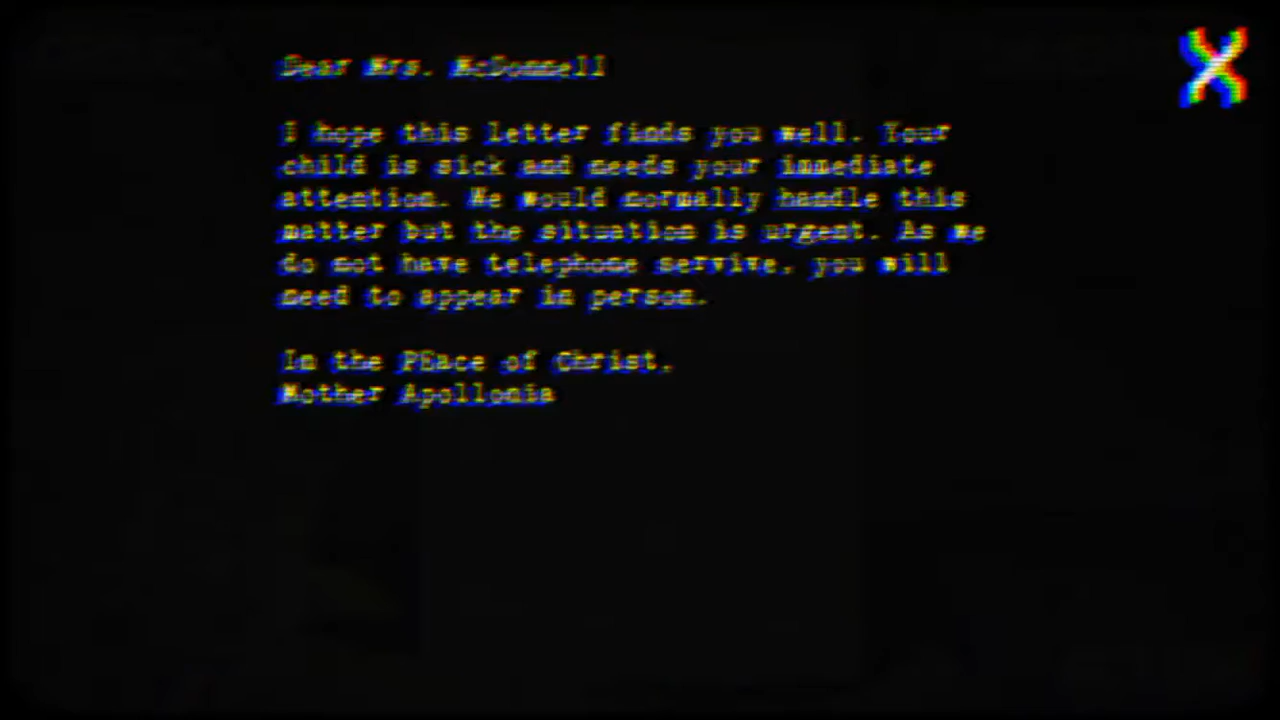 Dear Mrs. McDonnell
I hope this letter finds you well. Your
child is sick and needs your immediate
attention. We would normally handle this
matter but the situation is urgent. As we
do not have telephone servive, you will
need to appear in person.
In the PEace of Christ,
Mother Apollonia
X